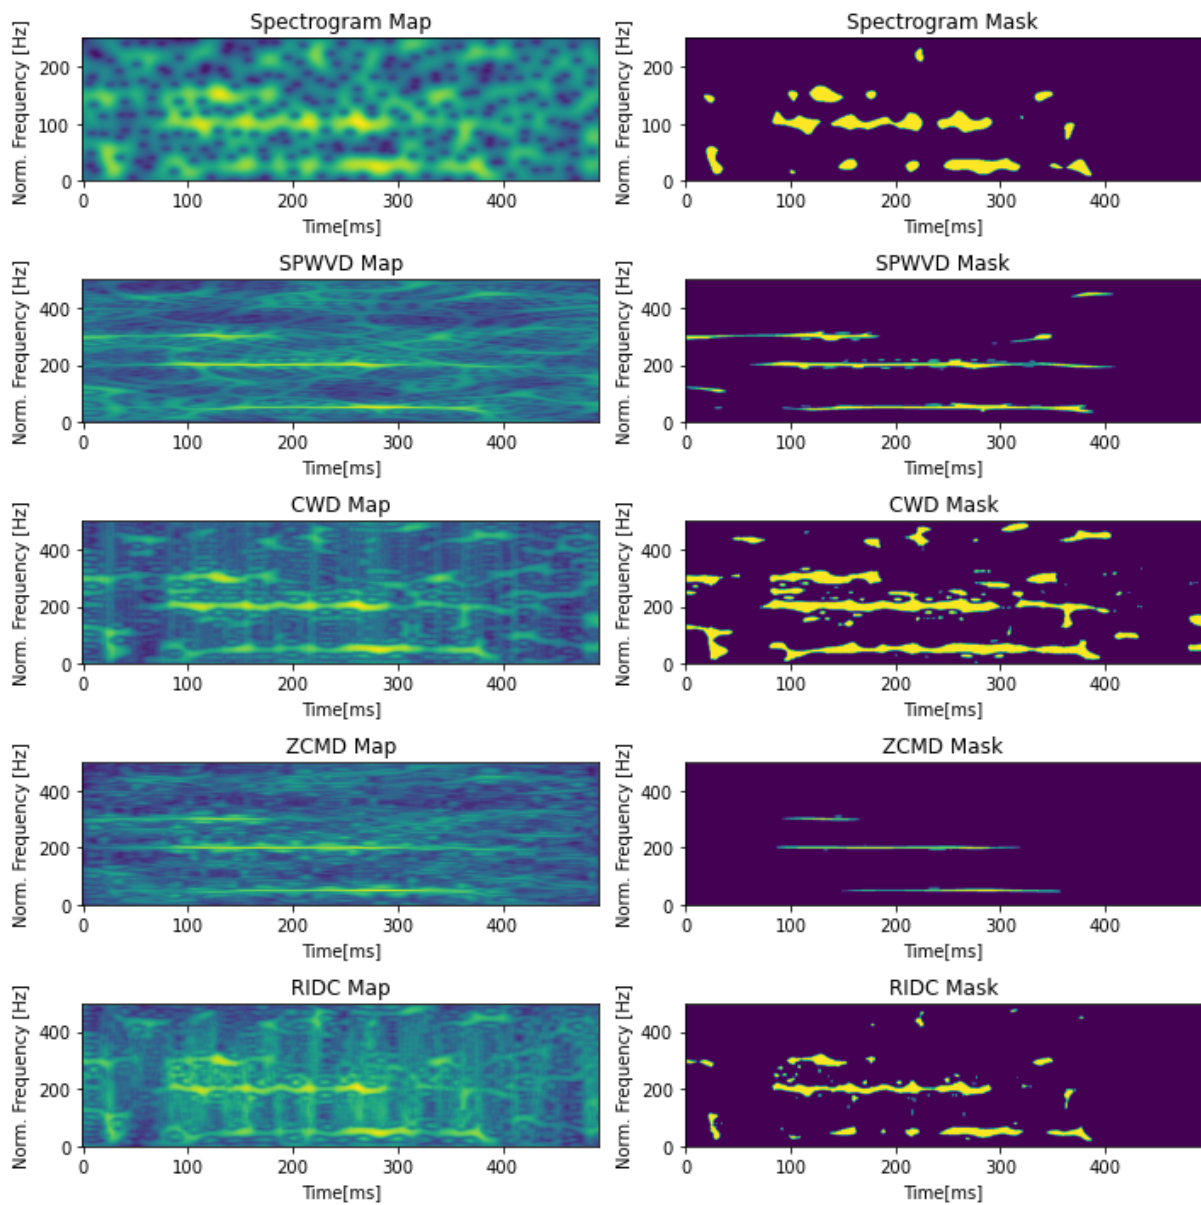 Spectrogram Map
Norm. Frequency [Hz]
200
100
0
0 100 200 300 400
Time[ms]
Spectrogram Mask
Norm. Frequency [Hz]
200
100
0
0 100 200 300 400
Time[ms]
SPWVD Map
Norm. Frequency [Hz]
400
200
0
0 100 200 300 400
Time[ms]
SPWVD Mask
Norm. Frequency [Hz]
400
200
0
0 100 200 300 400
Time[ms]
CWD Map
Norm. Frequency [Hz]
400
200
0
0 100 200 300 400
Time[ms]
CWD Mask
Norm. Frequency [Hz]
400
200
0
0 100 200 300 400
Time[ms]
ZCMD Map
Norm. Frequency [Hz]
400
200
0
0 100 200 300 400
Time[ms]
ZCMD Mask
Norm. Frequency [Hz]
400
200
0
0 100 200 300 400
Time[ms]
RIDC Map
Norm. Frequency [Hz]
400
200
0
0 100 200 300 400
Time[ms]
RIDC Mask
Norm. Frequency [Hz]
400
200
0
0 100 200 300 400
Time[ms]